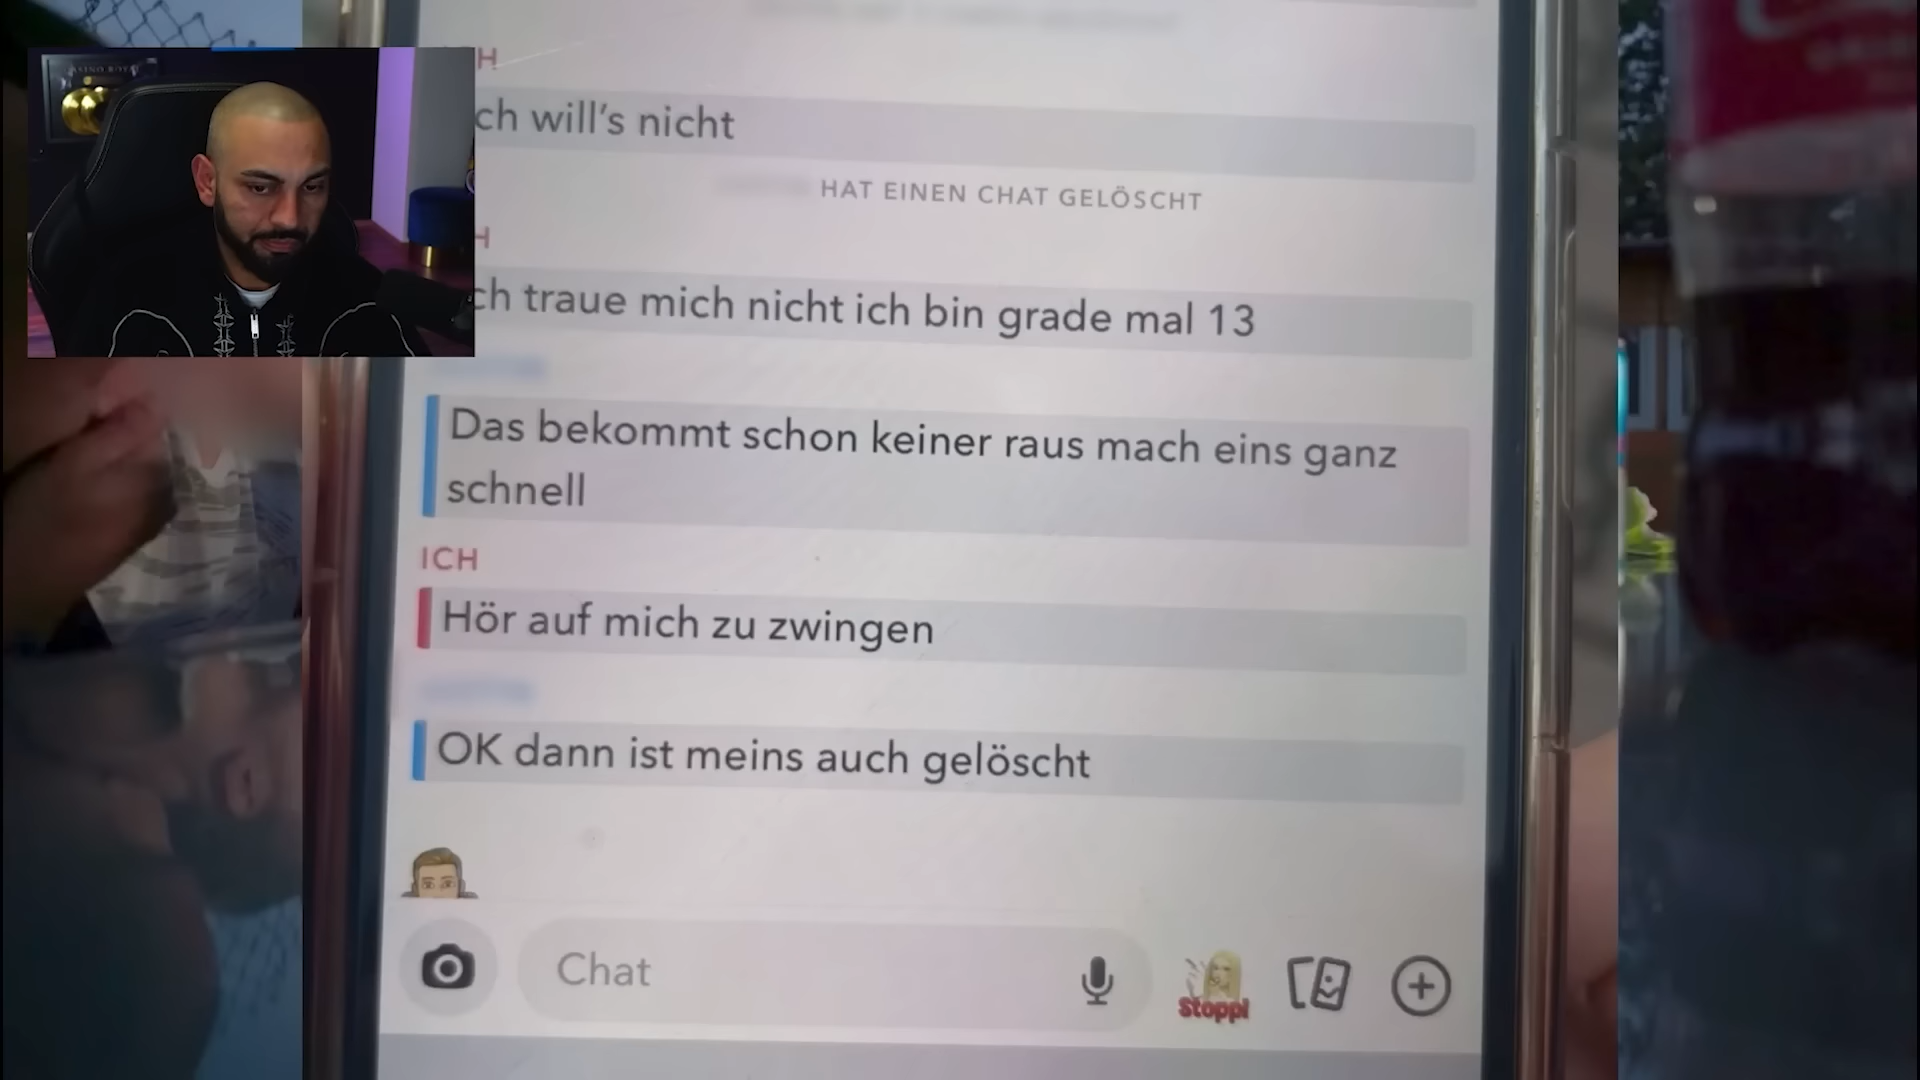 H
ch will's nicht
HAT EINEN CHAT GELÖSCHT
H
ch traue mich nicht ich bin grade mal 13
Das bekommt schon keiner raus mach eins ganz
schnell
ICH
Hör auf mich zu zwingen
OK dann ist meins auch gelöscht
Chat
Stopp!